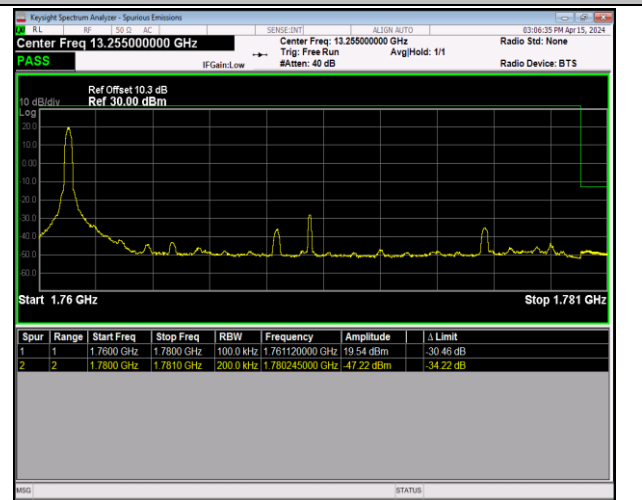 Keysight Spectrum Analyzer - Spurious Emissions
RL RF 50 Ω AC SENSE:INT ALIGN AUTO 03:06:35 PM Apr 15, 2024
Center Freq 13.255000000 GHz Center Freq: 13.255000000 GHz Radio Std: None
Trig: Free Run Avg|Hold: 1/1
PASS IFGain:Low #Atten: 40 dB Radio Device: BTS
Ref Offset 10.3 dB
10 dB/div Ref 30.00 dBm
Log
20.0
10.0
0.00
-10.0
-20.0
-30.0
-40.0
-50.0
-60.0
Start 1.76 GHz Stop 1.781 GHz
Spur Range Start Freq Stop Freq RBW Frequency Amplitude Δ Limit
1 1 1.7600 GHz 1.7800 GHz 100.0 kHz 1.761120000 GHz 19.54 dBm -30.46 dB
2 2 1.7800 GHz 1.7810 GHz 200.0 kHz 1.780245000 GHz -47.22 dBm -34.22 dB
MSG STATUS